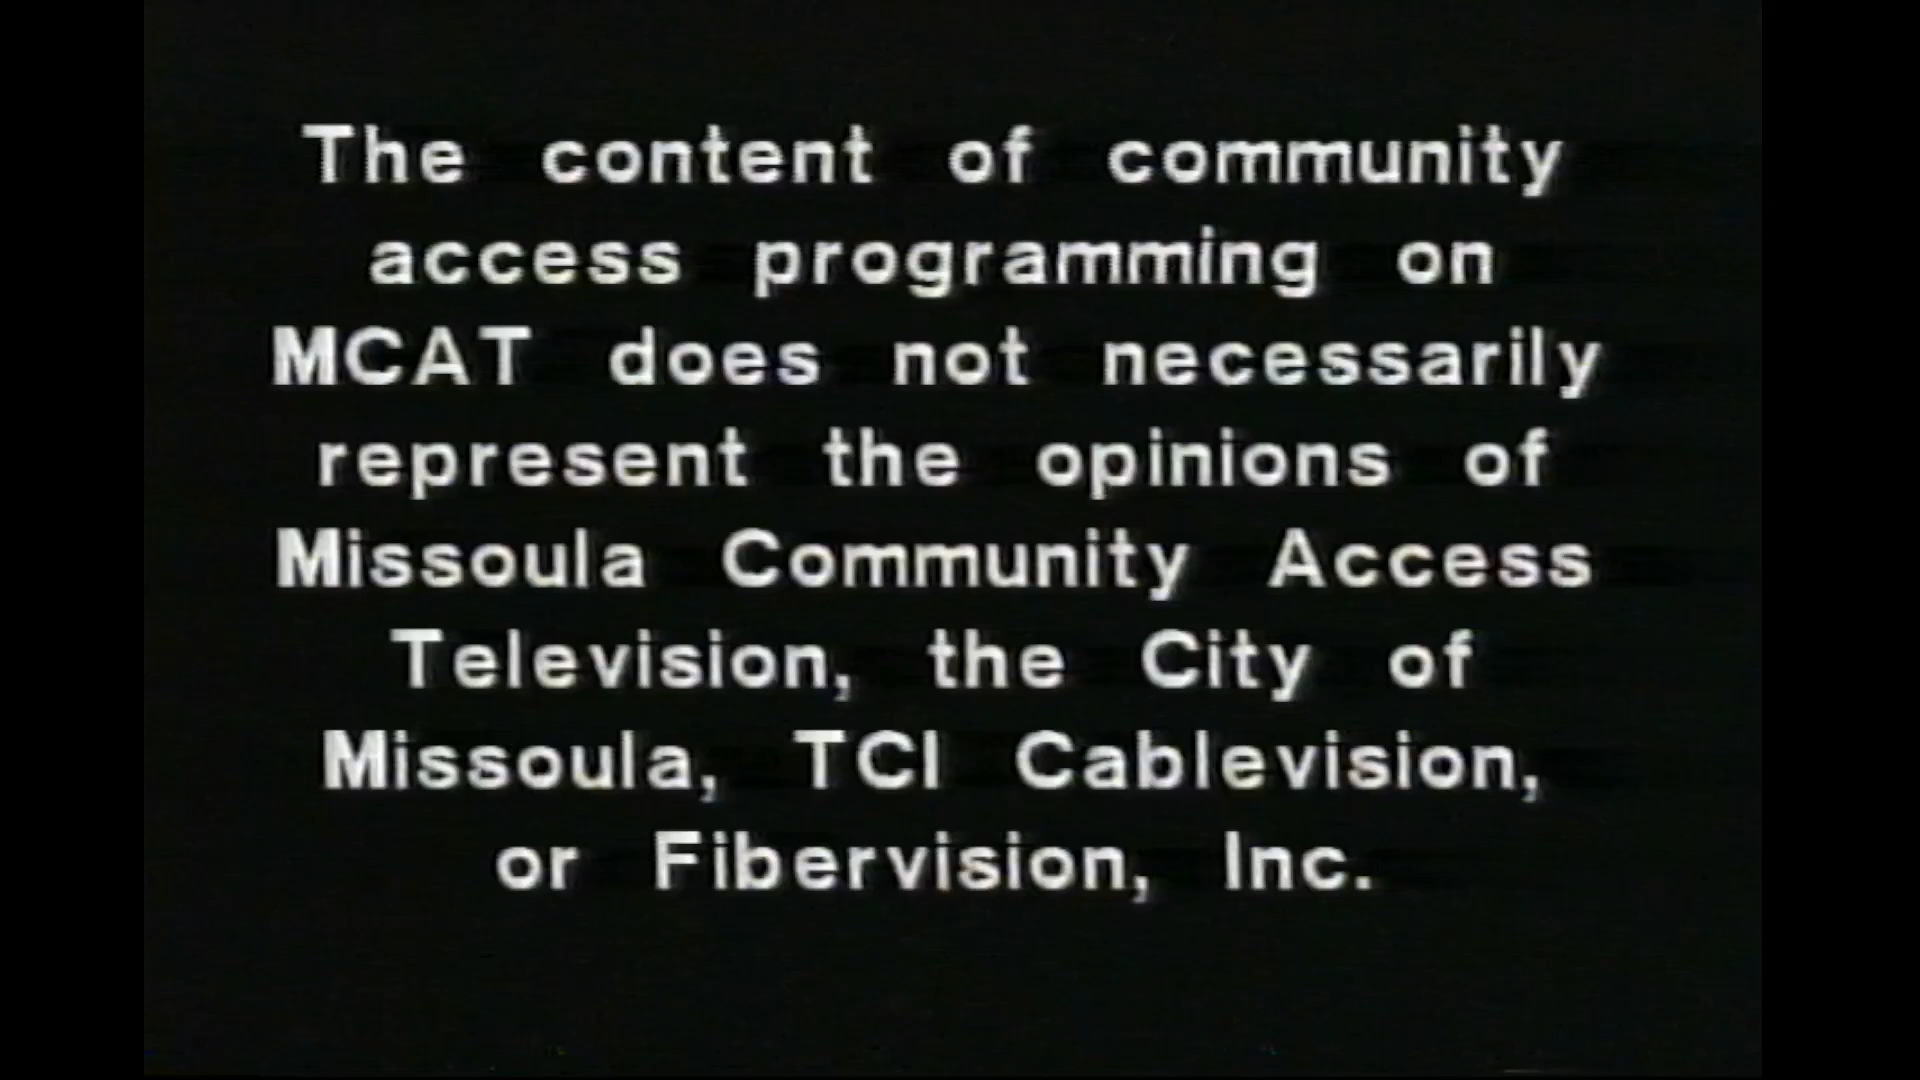 The content of community
access programming on
MCAT does not necessarily
represent the opinions of
Missoula Community Access
Television, the City of
Missoula, TCI Cablevision,
or Fibervision, Inc.